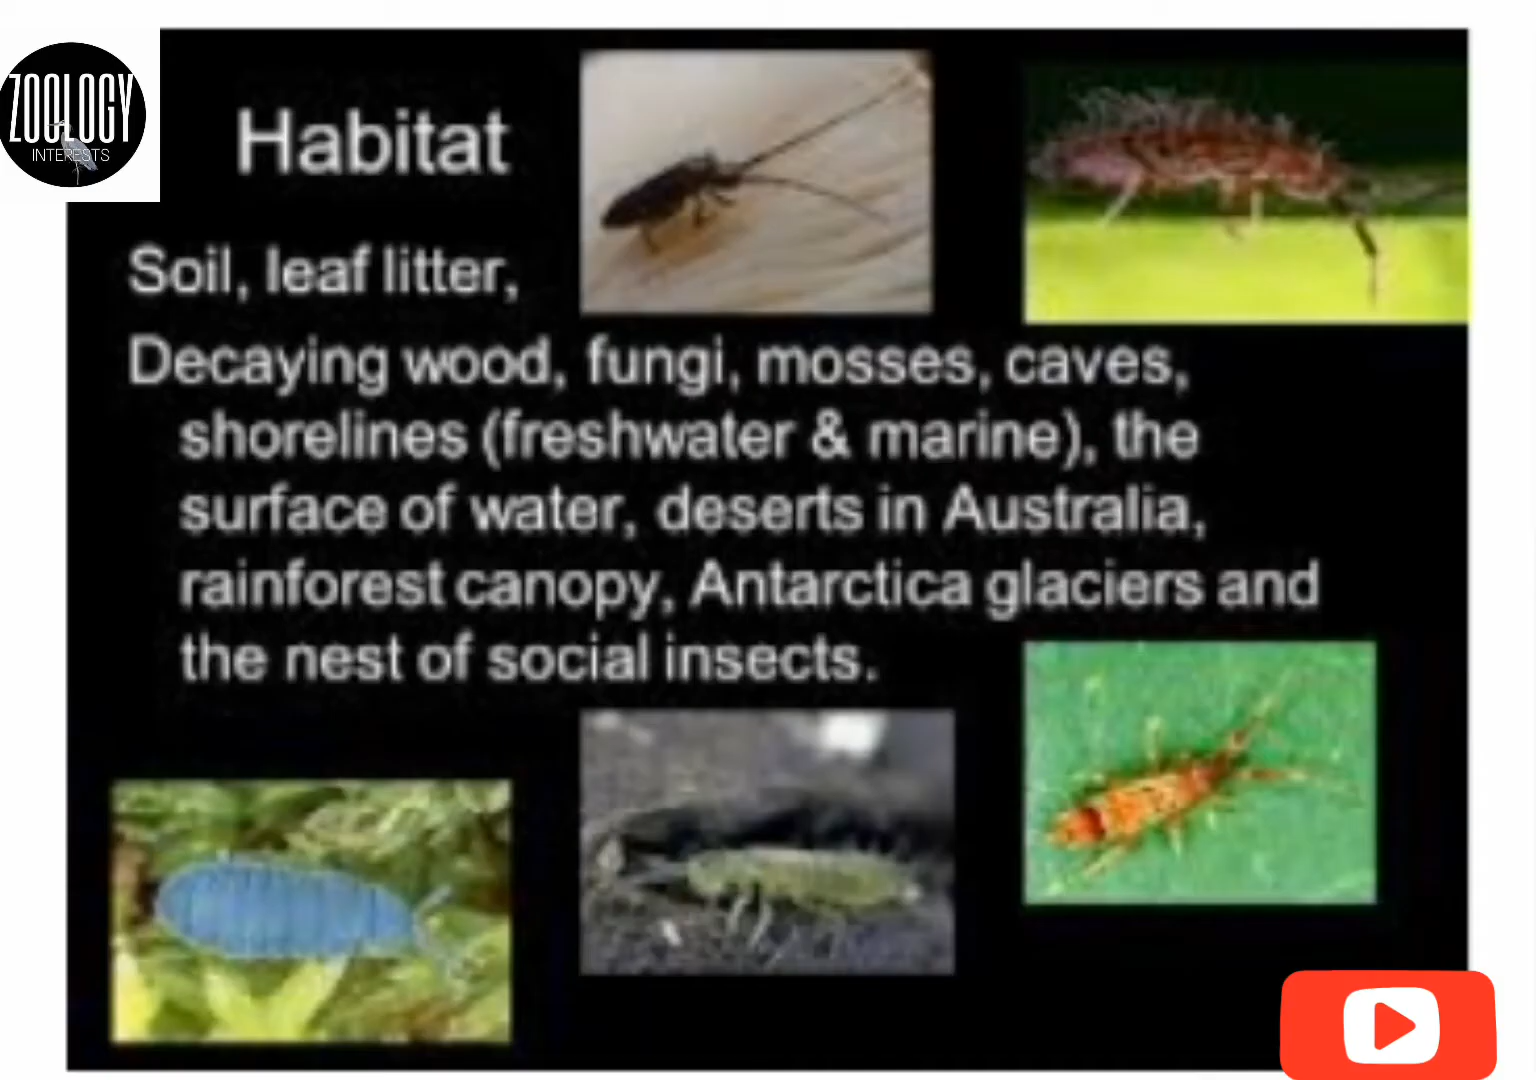 ZOOLOGY
INTERESTS
Habitat
Soil, leaf litter,
Decaying wood, fungi, mosses, caves,
shorelines (freshwater & marine), the
surface of water, deserts in Australia,
rainforest canopy, Antarctica glaciers and
the nest of social insects.